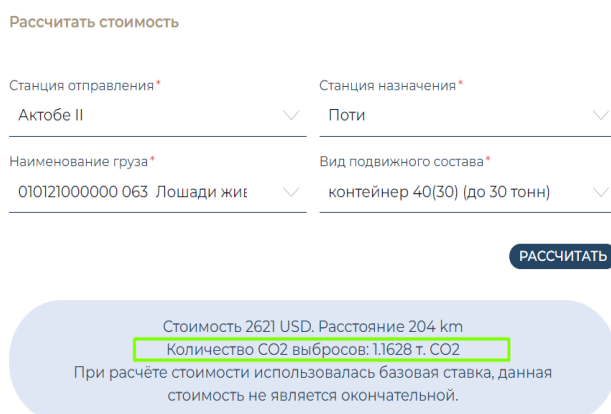 Рассчитать стоимость
Станция отправления* Станция назначения*
Актобе II Поти
Наименование груза* Вид подвижного состава*
010121000000 063 Лошади жив контейнер 40(30) (до 30 тонн)
РАССЧИТАТЬ
Стоимость 2621 USD. Расстояние 204 km
Количество CO2 выбросов: 1.1628 т. CO2
При расчёте стоимости использовалась базовая ставка, данная
стоимость не является окончательной.